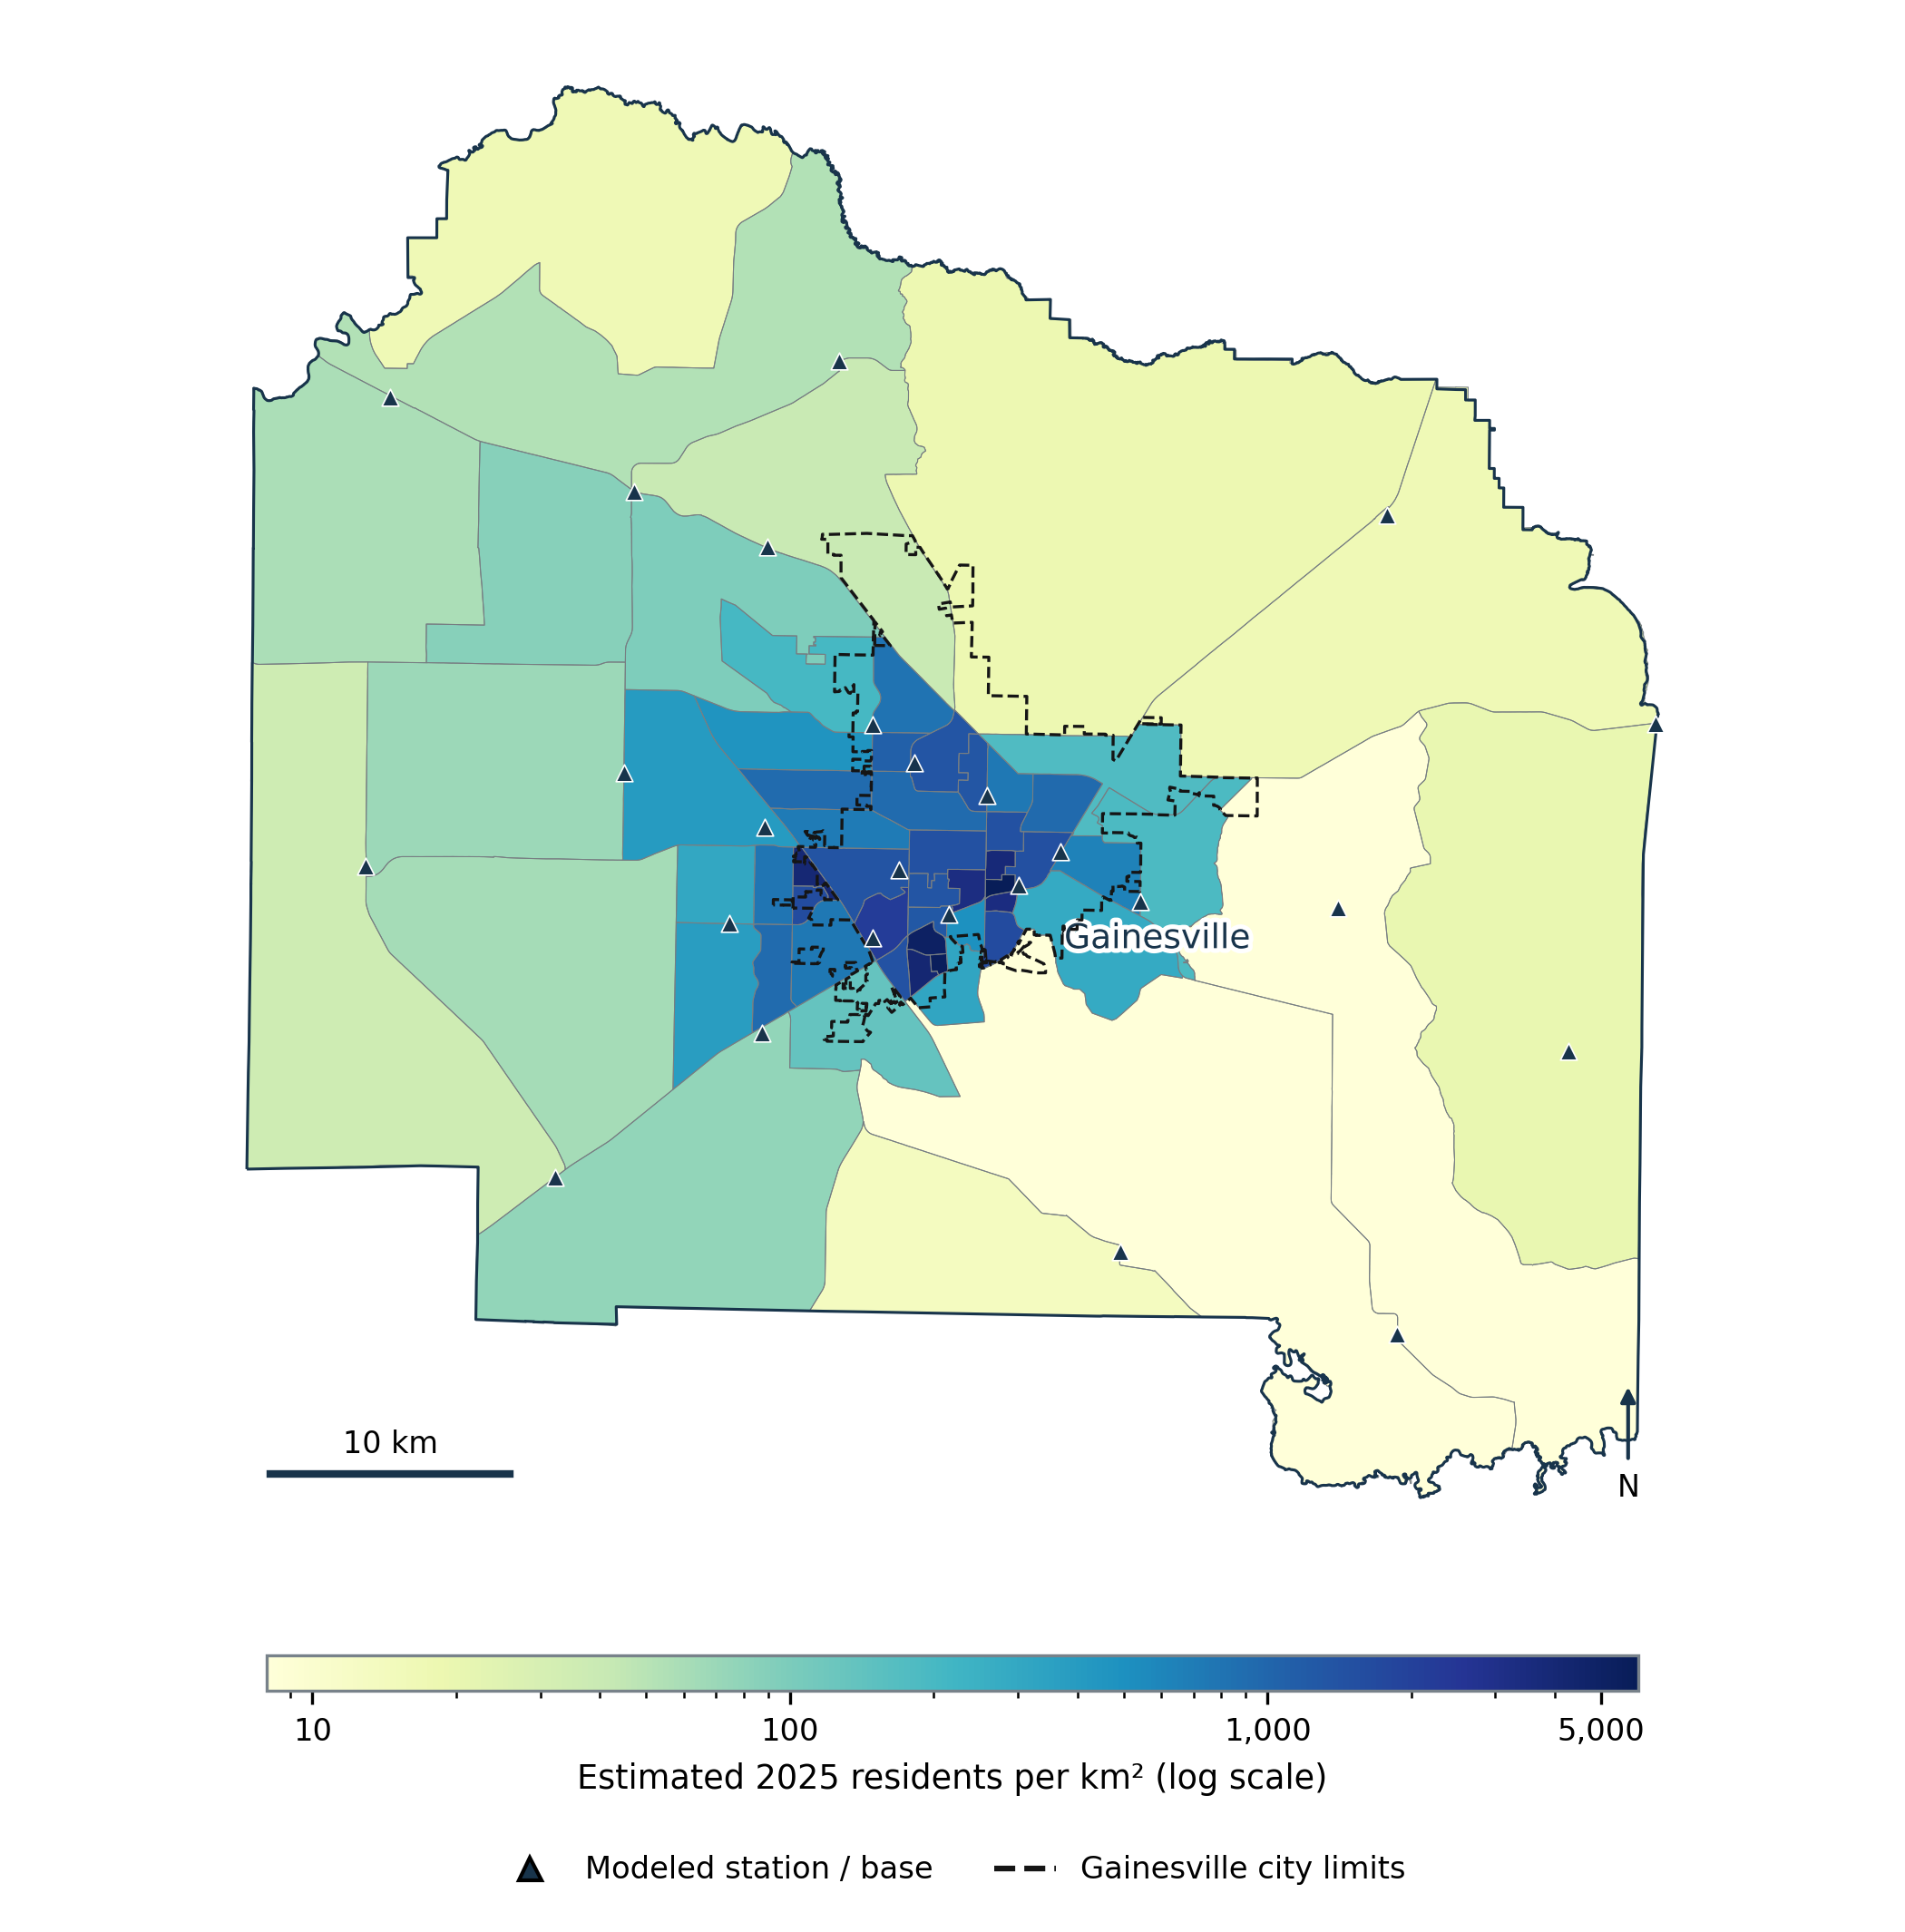 Gainesville
10 km
N
10 100 1,000 5,000
Estimated 2025 residents per km² (log scale)
Modeled station / base Gainesville city limits